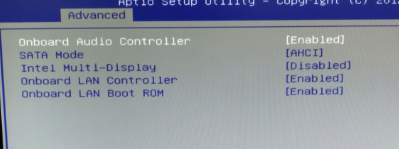 Aptio Setup Utility - Copyright (C) 201
Advanced
Onboard Audio Controller [Enabled]
SATA Mode [AHCI]
Intel Multi-Display [Disabled]
Onboard LAN Controller [Enabled]
Onboard LAN Boot ROM [Enabled]